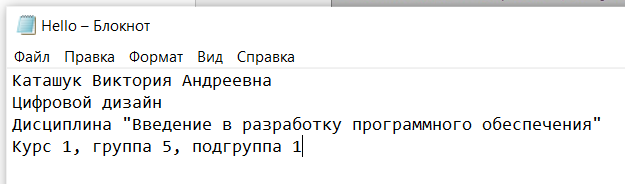 Hello – Блокнот
Файл Правка Формат Вид Справка
Каташук Виктория Андреевна
Цифровой дизайн
Дисциплина "Введение в разработку программного обеспечения"
Курс 1, группа 5, подгруппа 1